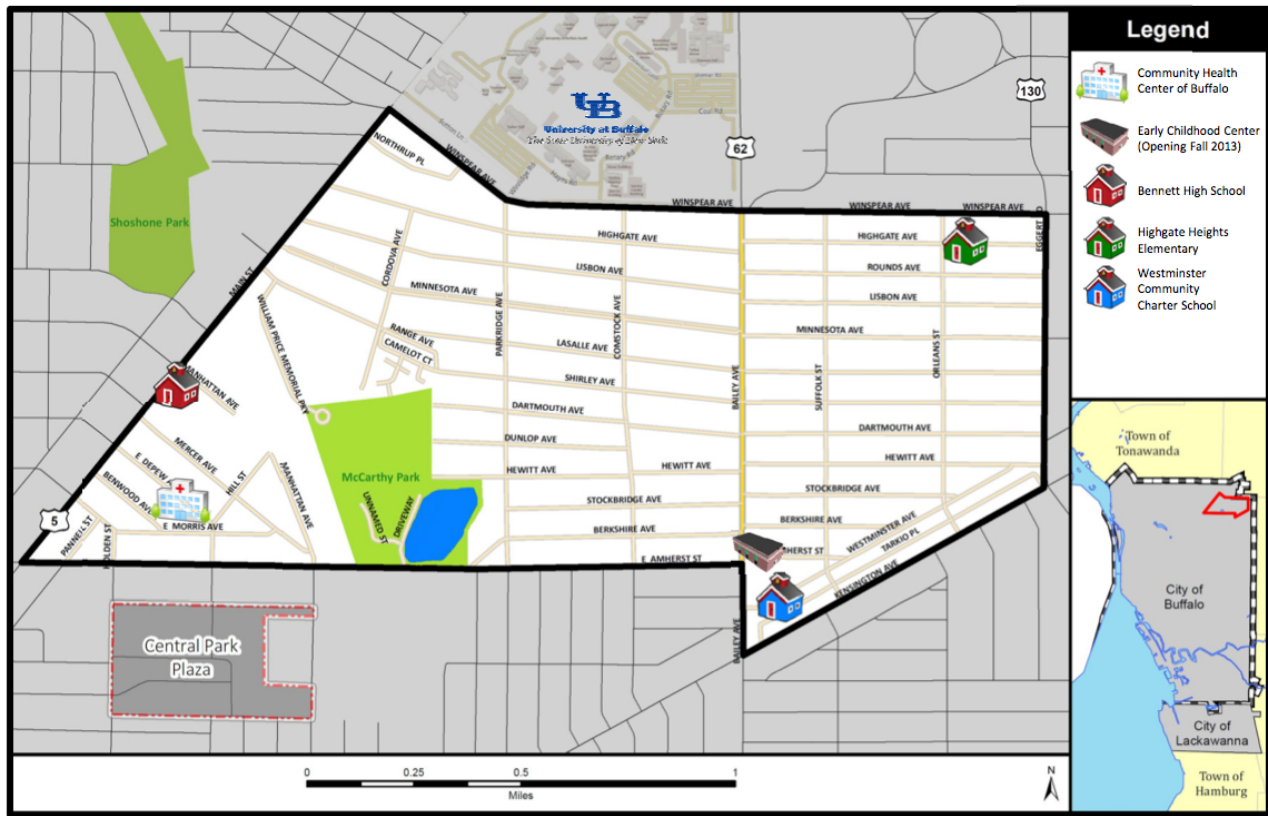 Legend
Community Health
Center of Buffalo
Early Childhood Center
(Opening Fall 2013)
Bennett High School
Highgate Heights
Elementary
Westminster
Community
Charter School
130
62
UB
University at Buffalo
The State University of New York
NORTHRUP PL
WINSPEAR AVE
WINSPEAR AVE
WINSPEAR AVE
WINSPEAR AVE
EGGERT
Shoshone Park
MAIN ST
CORDOVA AVE
HIGHGATE AVE
HIGHGATE AVE
LISBON AVE
ROUNDS AVE
LISBON AVE
MINNESOTA AVE
MINNESOTA AVE
WILLIAM PRICE MEMORIAL PKY
PARKRIDGE AVE
COMSTOCK AVE
RANGE AVE
CAMELOT CT
LASALLE AVE
SHIRLEY AVE
BAILEY AVE
SUFFOLK ST
ORLEANS ST
MANHATTAN AVE
DARTMOUTH AVE
DARTMOUTH AVE
DUNLOP AVE
HEWITT AVE
HEWITT AVE
HEWITT AVE
MERCER AVE
E DEPEW
BENWOOD AVE
HILL ST
MANHATTAN AVE
McCarthy Park
UNNAMED ST
DRIVEWAY
STOCKBRIDGE AVE
STOCKBRIDGE AVE
BERKSHIRE AVE
BERKSHIRE AVE
5
PANNELL ST
HOLDEN ST
E MORRIS AVE
E AMHERST ST
MHERST ST
WESTMINSTER AVE
TARKIO PL
KENSINGTON AVE
BAILEY AVE
Central Park
Plaza
0
0.25
0.5
1
Miles
N
Town of
Tonawanda
City of
Buffalo
City of
Lackawanna
Town of
Hamburg